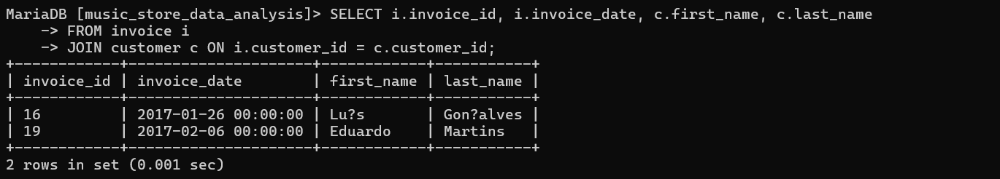 MariaDB [music_store_data_analysis]> SELECT i.invoice_id, i.invoice_date, c.first_name, c.last_name
    -> FROM invoice i
    -> JOIN customer c ON i.customer_id = c.customer_id;
+------------+---------------------+------------+-----------+
| invoice_id | invoice_date        | first_name | last_name |
+------------+---------------------+------------+-----------+
| 16         | 2017-01-26 00:00:00 | Lu?s       | Gon?alves |
| 19         | 2017-02-06 00:00:00 | Eduardo    | Martins   |
+------------+---------------------+------------+-----------+
2 rows in set (0.001 sec)